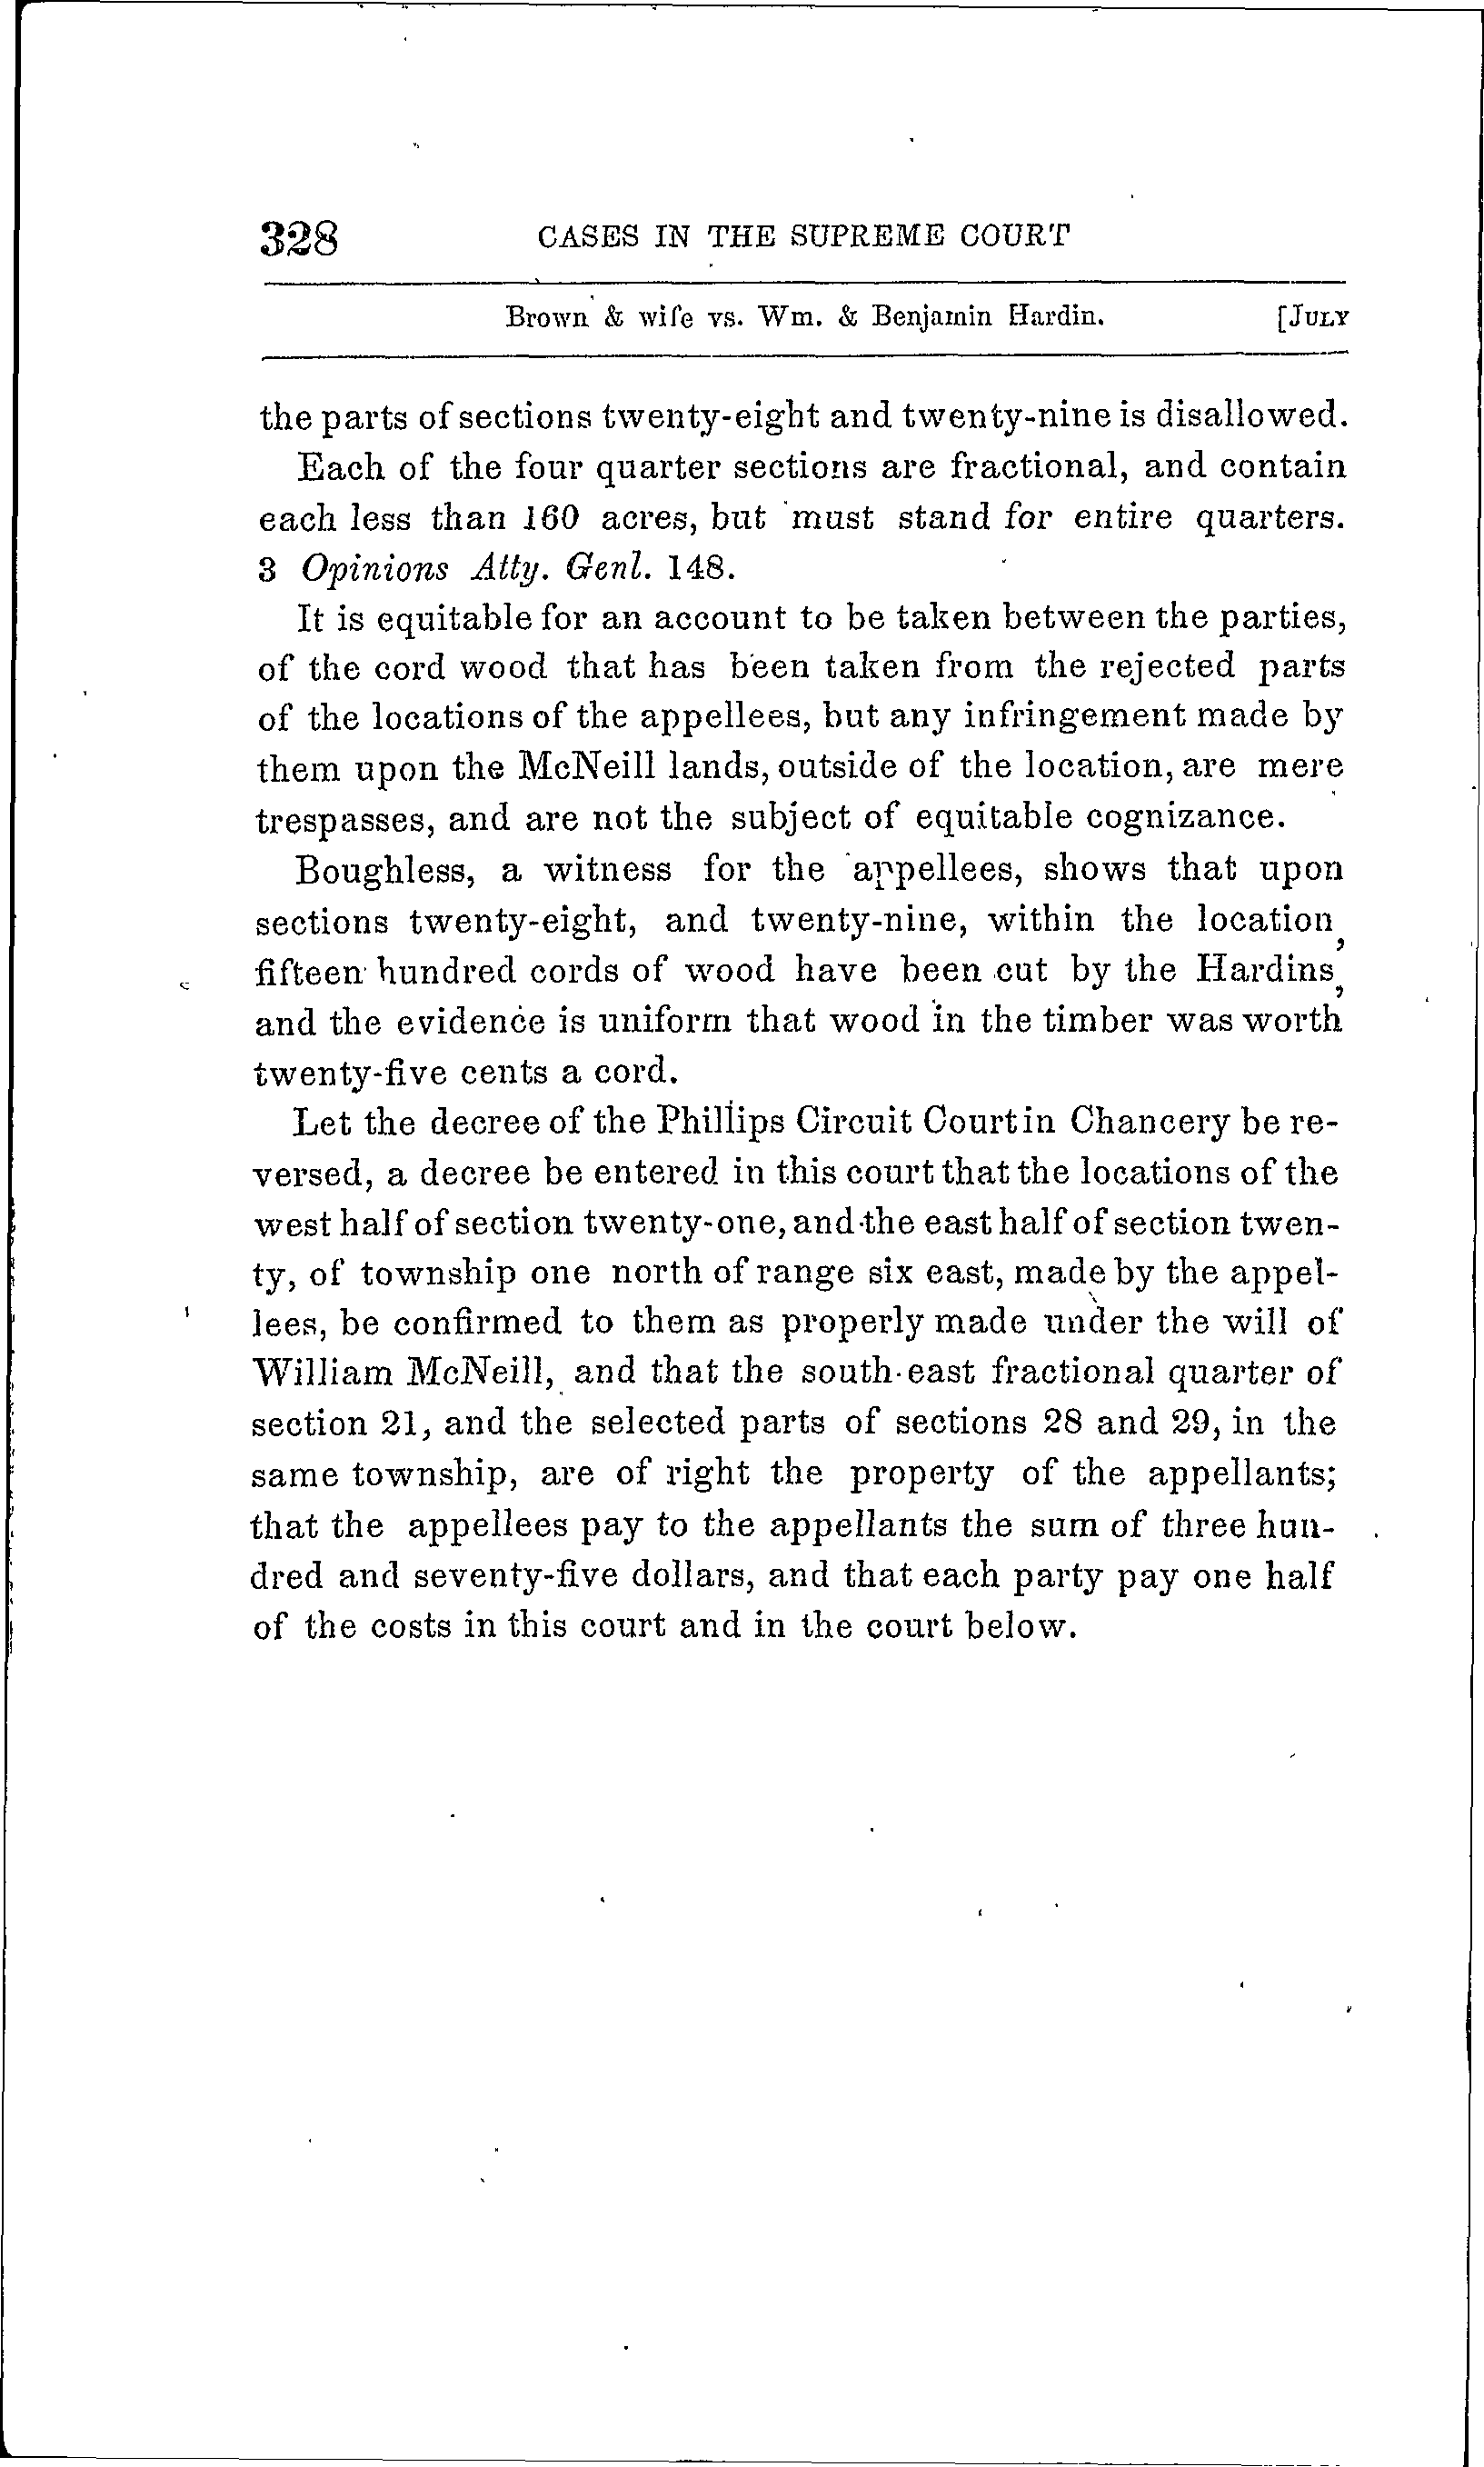 328 CASES IN THE SUPREME COURT
Brown & wife vs. Wm. & Benjamin Hardin. [JULY
the parts of sections twenty-eight and twenty-nine is disallowed.
Each of the four quarter sections are fractional, and contain
each less than 160 acres, but must stand for entire quarters.
3 Opinions Atty. Genl. 148.
It is equitable for an account to be taken between the parties,
of the cord wood that has been taken from the rejected parts
of the locations of the appellees, but any infringement made by
them upon the McNeill lands, outside of the location, are mere
trespasses, and are not the subject of equitable cognizance.
Boughless, a witness for the appellees, shows that upon
sections twenty-eight, and twenty-nine, within the location,
fifteen hundred cords of wood have been cut by the Hardins,
and the evidence is uniform that wood in the timber was worth
twenty-five cents a cord.
Let the decree of the Phillips Circuit Court in Chancery be re-
versed, a decree be entered in this court that the locations of the
west half of section twenty-one, and the east half of section twen-
ty, of township one north of range six east, made by the appel-
lees, be confirmed to them as properly made under the will of
William McNeill, and that the south-east fractional quarter of
section 21, and the selected parts of sections 28 and 29, in the
same township, are of right the property of the appellants;
that the appellees pay to the appellants the sum of three hun-
dred and seventy-five dollars, and that each party pay one half
of the costs in this court and in the court below.